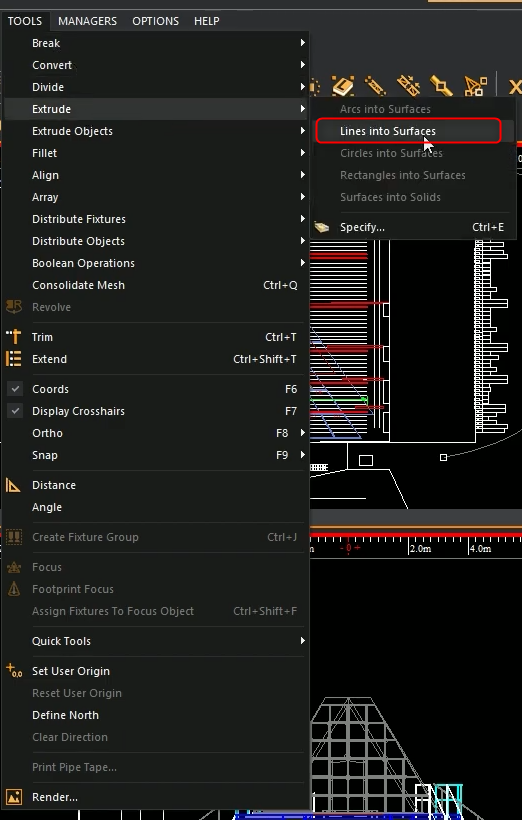 TOOLS MANAGERS OPTIONS HELP
Break
Convert
Divide
Extrude
Extrude Objects
Fillet
Align
Array
Distribute Fixtures
Distribute Objects
Boolean Operations
Consolidate Mesh Ctrl+Q
Revolve
Trim Ctrl+T
Extend Ctrl+Shift+T
Coords F6
Display Crosshairs F7
Ortho F8
Snap F9
Distance
Angle
Create Fixture Group Ctrl+J
Focus
Footprint Focus
Assign Fixtures To Focus Object Ctrl+Shift+F
Quick Tools
Set User Origin
Reset User Origin
Define North
Clear Direction
Print Pipe Tape...
Render...
Arcs into Surfaces
Lines into Surfaces
Circles into Surfaces
Rectangles into Surfaces
Surfaces into Solids
Specify... Ctrl+E
m - 0 + 2.0m 4.0m